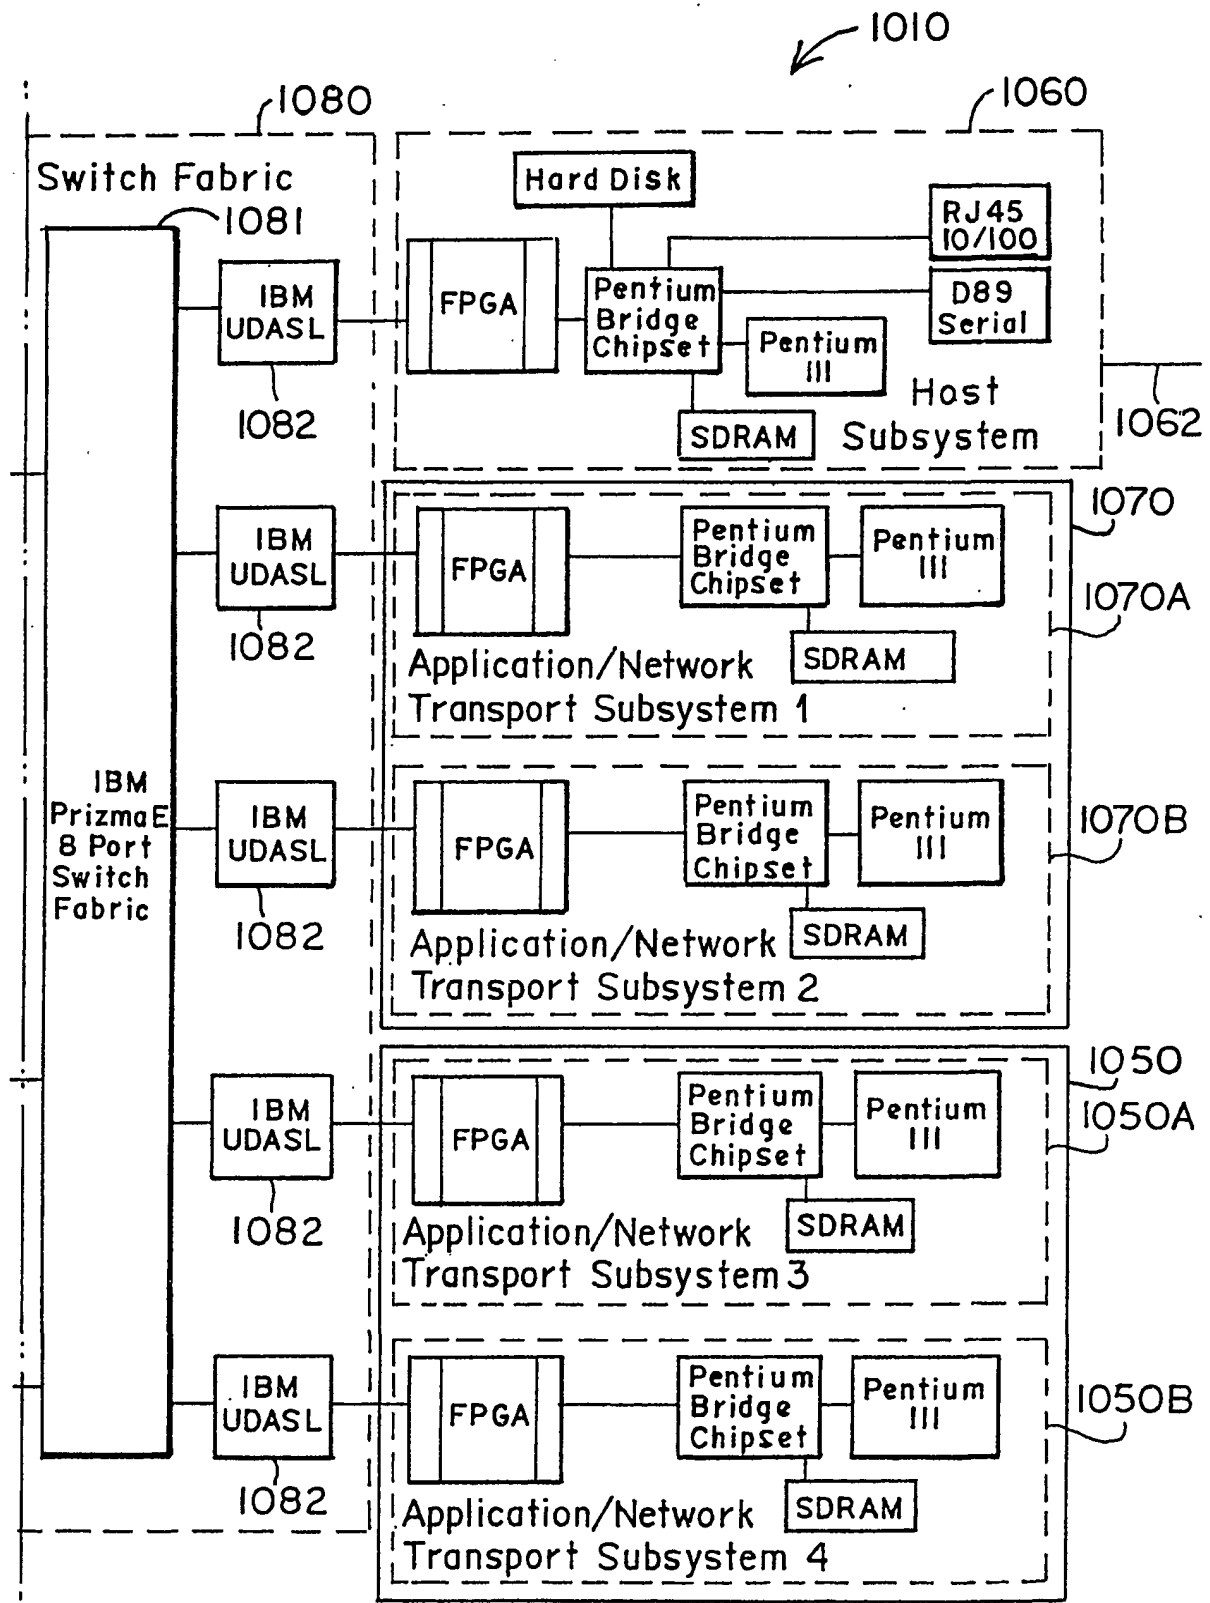 1010
1080
1060
Switch Fabric
1081
Hard Disk
RJ45
10/100
IBM
UDASL
FPGA
Pentium
Bridge
Chipset
D89
Serial
Pentium
III
1082
SDRAM
Host
Subsystem
1062
1070
IBM
UDASL
FPGA
Pentium
Bridge
Chipset
Pentium
III
1070A
1082
SDRAM
Application/Network
Transport Subsystem 1
IBM
PrizmaE
8 Port
Switch
Fabric
IBM
UDASL
FPGA
Pentium
Bridge
Chipset
Pentium
III
1070B
1082
SDRAM
Application/Network
Transport Subsystem 2
1050
IBM
UDASL
FPGA
Pentium
Bridge
Chipset
Pentium
III
1050A
1082
SDRAM
Application/Network
Transport Subsystem 3
IBM
UDASL
FPGA
Pentium
Bridge
Chipset
Pentium
III
1050B
1082
SDRAM
Application/Network
Transport Subsystem 4